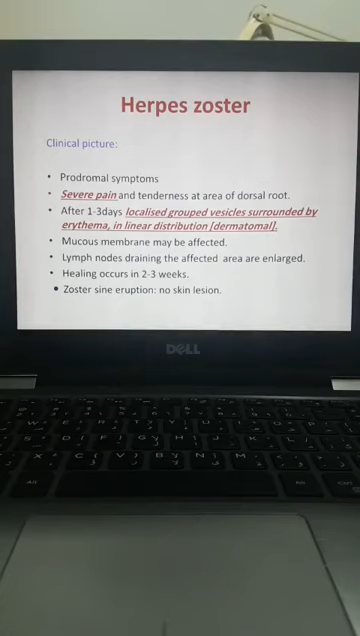 Herpes zoster
Clinical picture:
• Prodromal symptoms
• Severe pain and tenderness at area of dorsal root.
• After 1-3days localised grouped vesicles surrounded by
erythema, in linear distribution [dermatomal].
• Mucous membrane may be affected.
• Lymph nodes draining the affected area are enlarged.
• Healing occurs in 2-3 weeks.
• Zoster sine eruption: no skin lesion.
DELL